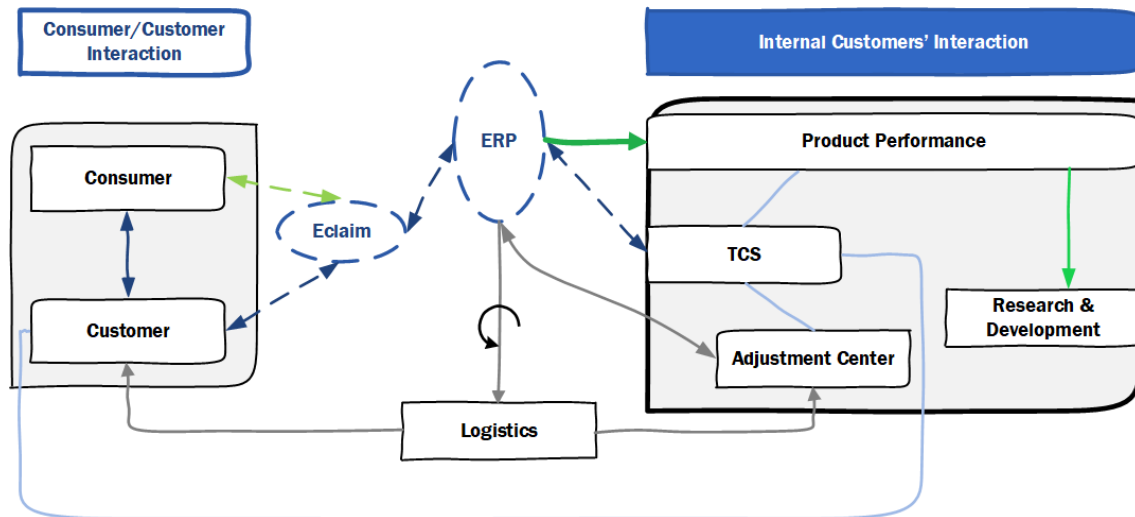 Consumer/Customer
Interaction
Internal Customers' Interaction
ERP
Product Performance
Consumer
Eclaim
TCS
Customer
Research &
Development
Adjustment Center
Logistics